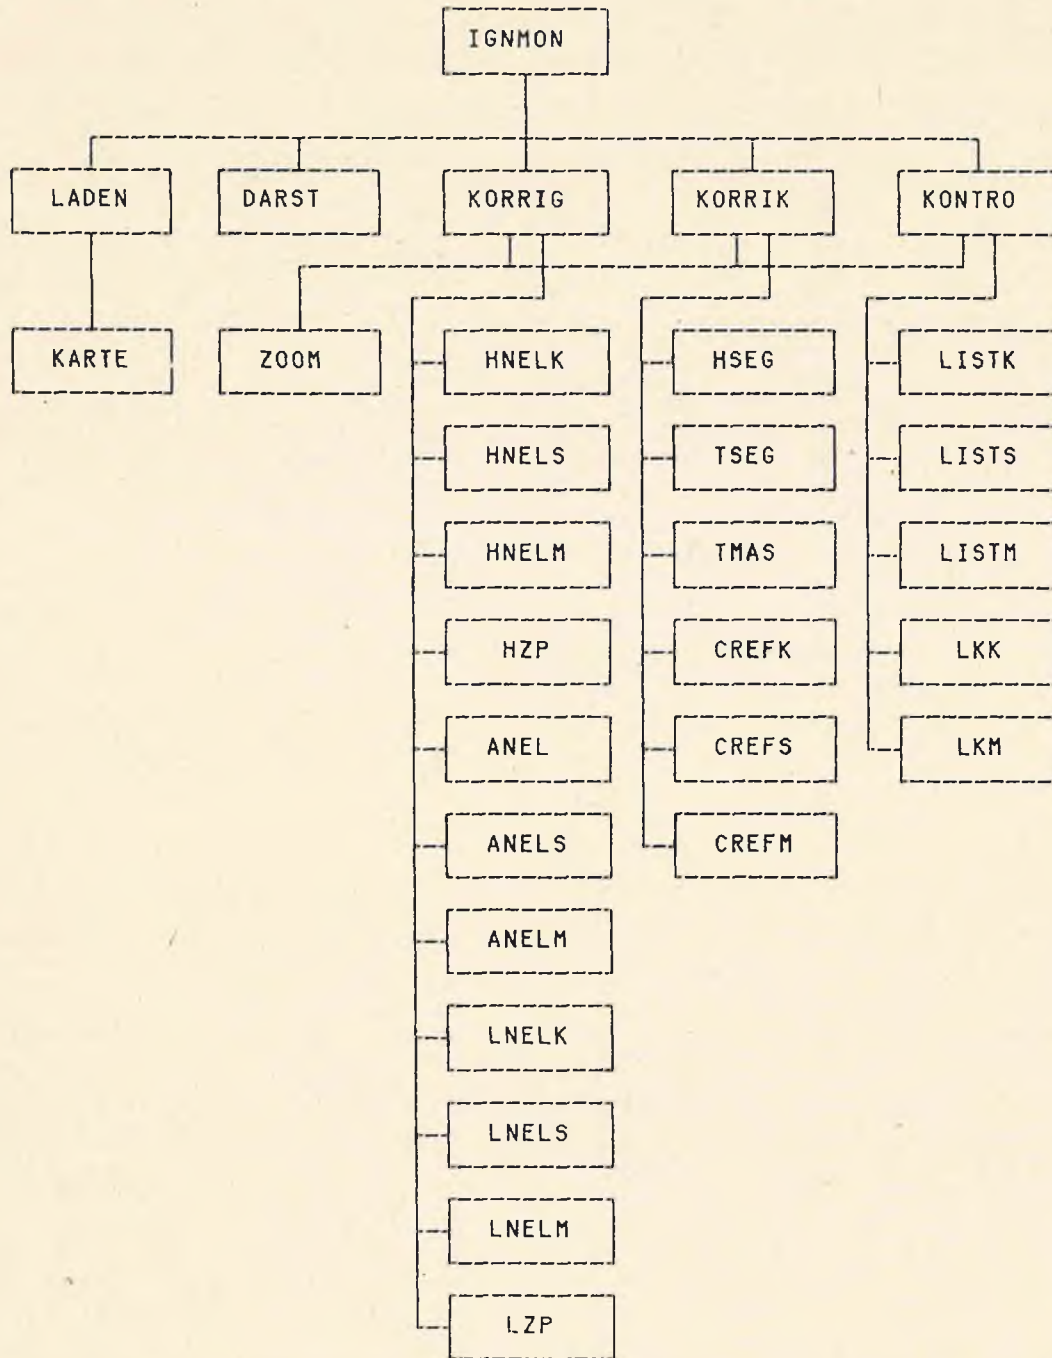 IGNMON
LADEN DARST KORRIG KORRIK KONTRO
KARTE ZOOM HNELK HSEG LISTK
HNELS TSEG LISTS
HNELM TMAS LISTM
HZP CREFK LKK
ANEL CREFS LKM
ANELS CREFM
ANELM
LNELK
LNELS
LNELM
LZP